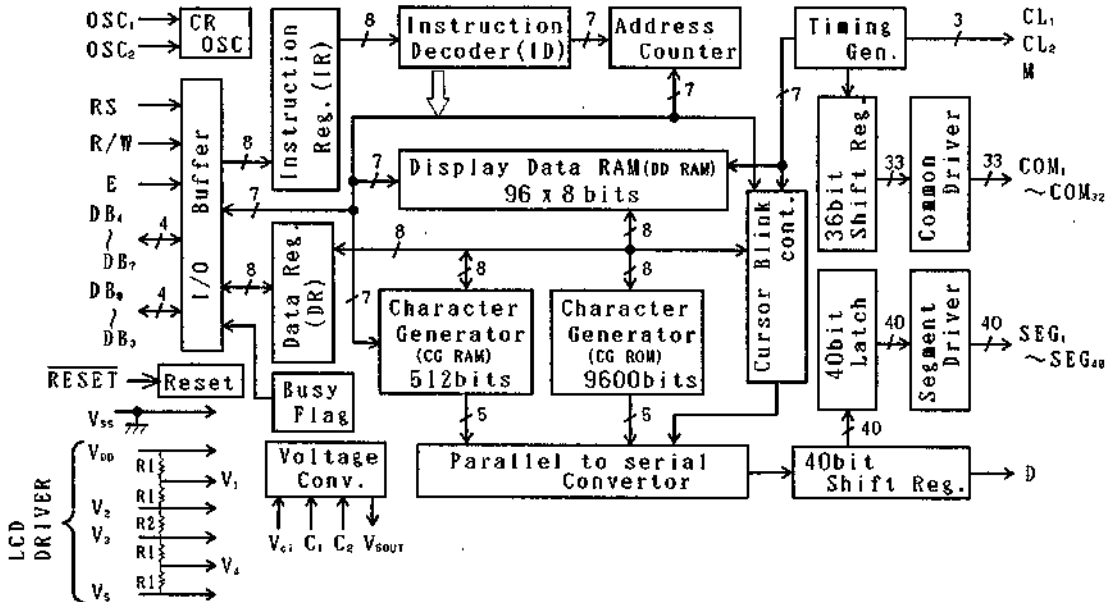 OSC₁
OSC₂
CR
OSC
Instruction
Reg. (IR)
8
Instruction
Decoder(ID)
7
Address
Counter
Timing
Gen.
3
CL₁
CL₂
M
7
7
RS
R/W
E
DB₄
~
DB₇
4
I/O Buffer
8
7
7
Display Data RAM(DD RAM)
96 x 8 bits
36bit
Shift Reg.
33
Common
Driver
33
COM₁
~COM₃₂
8
8
8
8
DB₀
~
DB₃
4
8
Data Reg.
(DR)
7
Character
Generator
(CG RAM)
512bits
Character
Generator
(CG ROM)
9600bits
Cursor Blink
cont.
40bit
Latch
40
Segment
Driver
40
SEG₁
~SEG₄₀
RESET
Reset
Busy
Flag
5
5
40
Vss
Voltage
Conv.
Parallel to serial
Convertor
40bit
Shift Reg.
D
LCD
DRIVER
V_DD
R1
V₁
R1
V₂
R2
V₃
R1
V₄
R1
V₅
Vci
C₁
C₂
V₅OUT